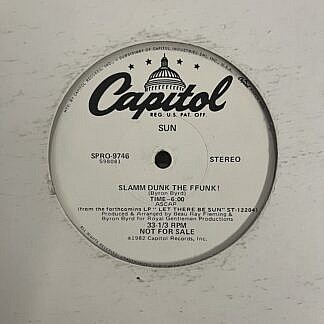 Capitol
REG. U.S. PAT. OFF.
SUN
SPRO-9746
S98081
STEREO
SLAMM DUNK THE FFUNK!
(Byron Byrd)
TIME—6:00
ASCAP
(from the forthcoming LP "LET THERE BE SUN" ST-12204)
Produced & Arranged by Beau Ray Fleming &
Byron Byrd for Royal Gentlemen Productions
33-1/3 RPM
NOT FOR SALE
©1982 Capitol Records, Inc.